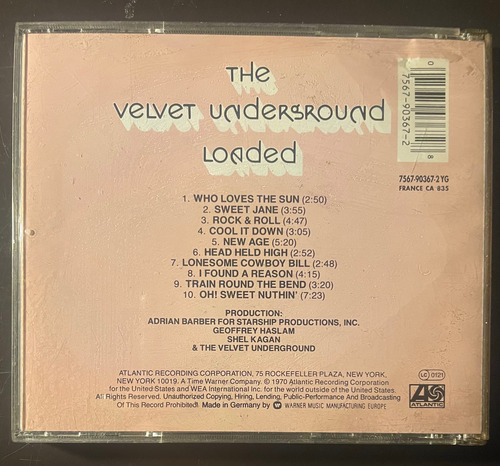 THE
VELVET UNDERGROUND
LOADED
0
7567-90367-2
8
7567-90367-2 YG
FRANCE CA 835
1. WHO LOVES THE SUN (2:50)
2. SWEET JANE (3:55)
3. ROCK & ROLL (4:47)
4. COOL IT DOWN (3:05)
5. NEW AGE (5:20)
6. HEAD HELD HIGH (2:52)
7. LONESOME COWBOY BILL (2:48)
8. I FOUND A REASON (4:15)
9. TRAIN ROUND THE BEND (3:20)
10. OH! SWEET NUTHIN' (7:23)
PRODUCTION:
ADRIAN BARBER FOR STARSHIP PRODUCTIONS, INC.
GEOFFREY HASLAM
SHEL KAGAN
& THE VELVET UNDERGROUND
ATLANTIC RECORDING CORPORATION, 75 ROCKEFELLER PLAZA, NEW YORK,
NEW YORK 10019. A Time Warner Company. © 1970 Atlantic Recording Corporation
for the United States and WEA International Inc. for the world outside of the United States.
Unauthorized Copying, Hiring, Lending, Public-Performance And Broadcasting
Of This Record Prohibited. Made in Germany by W WARNER MUSIC MANUFACTURING EUROPE
LC 0121
ATLANTIC